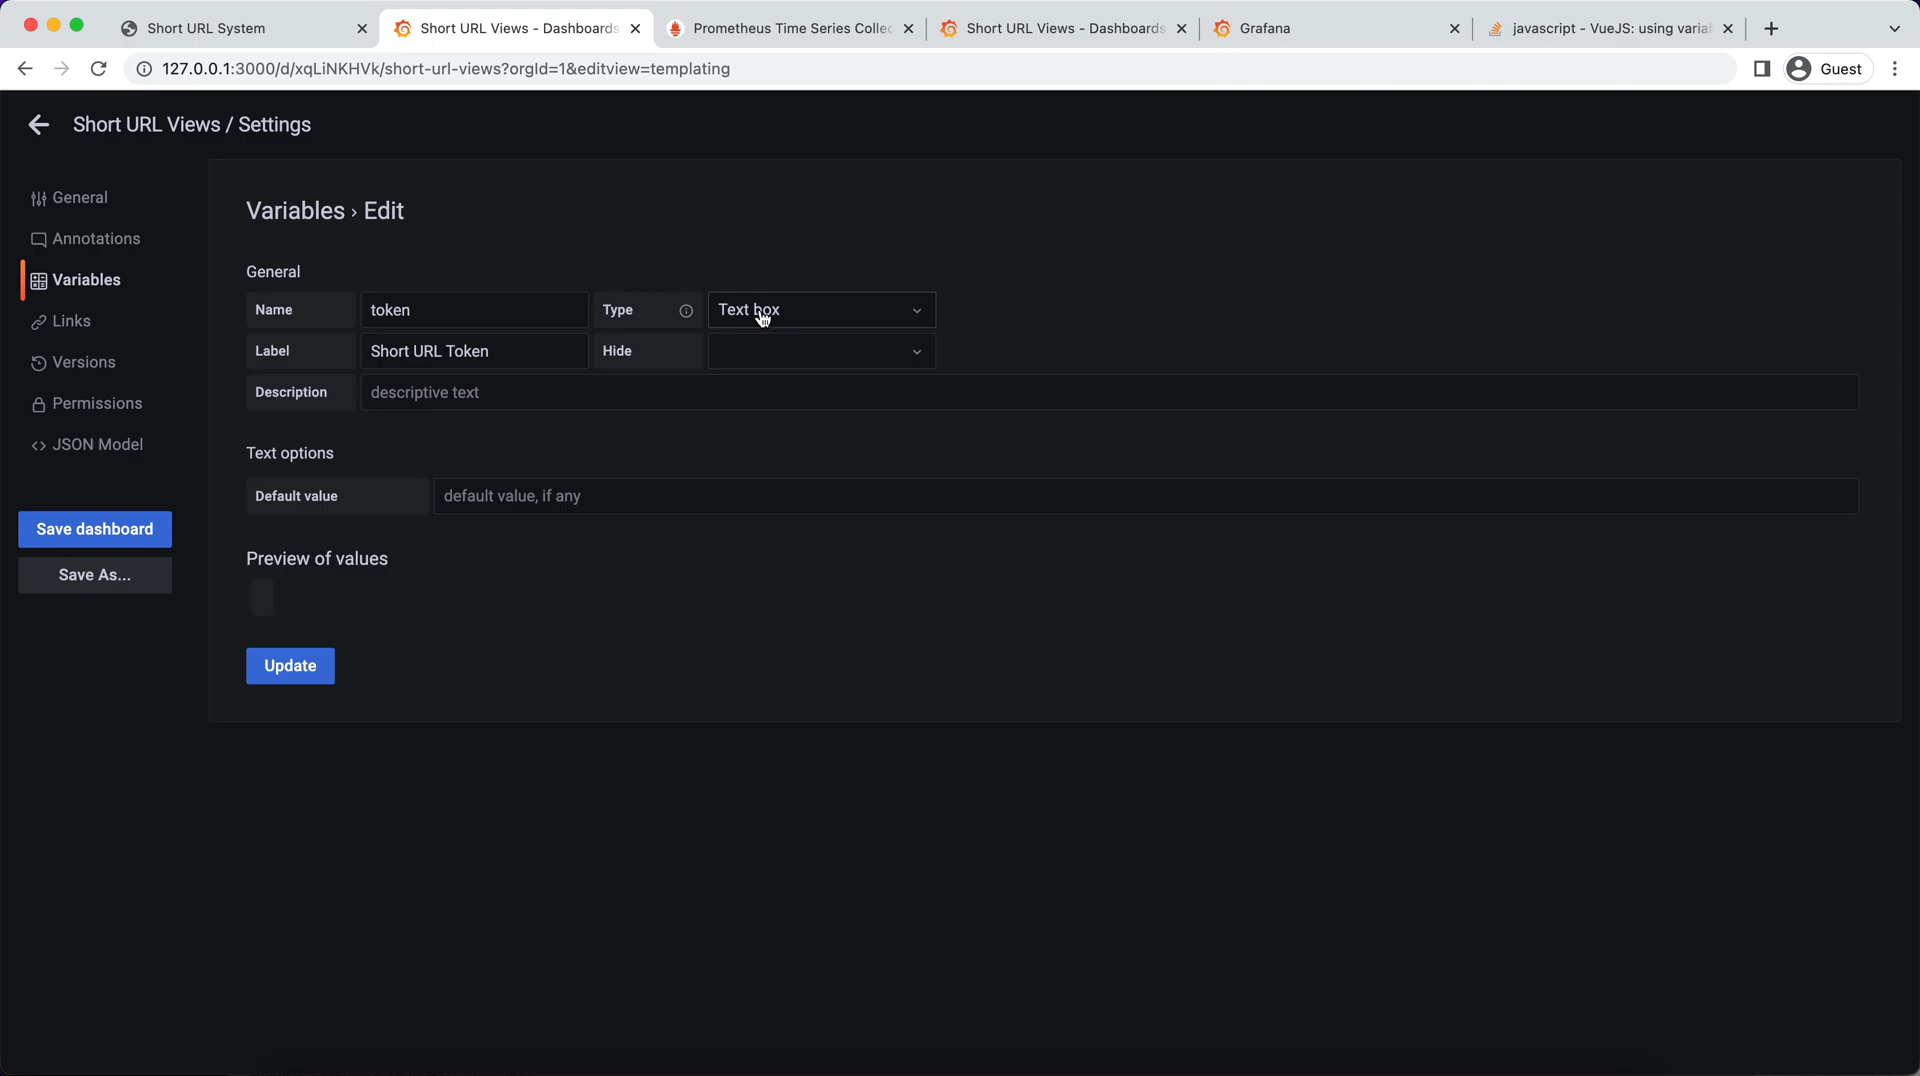 Short URL System
Short URL Views - Dashboards
Prometheus Time Series Collec
Short URL Views - Dashboards
Grafana
javascript - VueJS: using varia
127.0.0.1:3000/d/xqLiNKHVk/short-url-views?orgId=1&editview=templating
Guest
Short URL Views / Settings
General
Annotations
Variables
Links
Versions
Permissions
JSON Model
Save dashboard
Save As...
Variables › Edit
General
Name token Type Text box
Label Short URL Token Hide
Description descriptive text
Text options
Default value default value, if any
Preview of values
Update